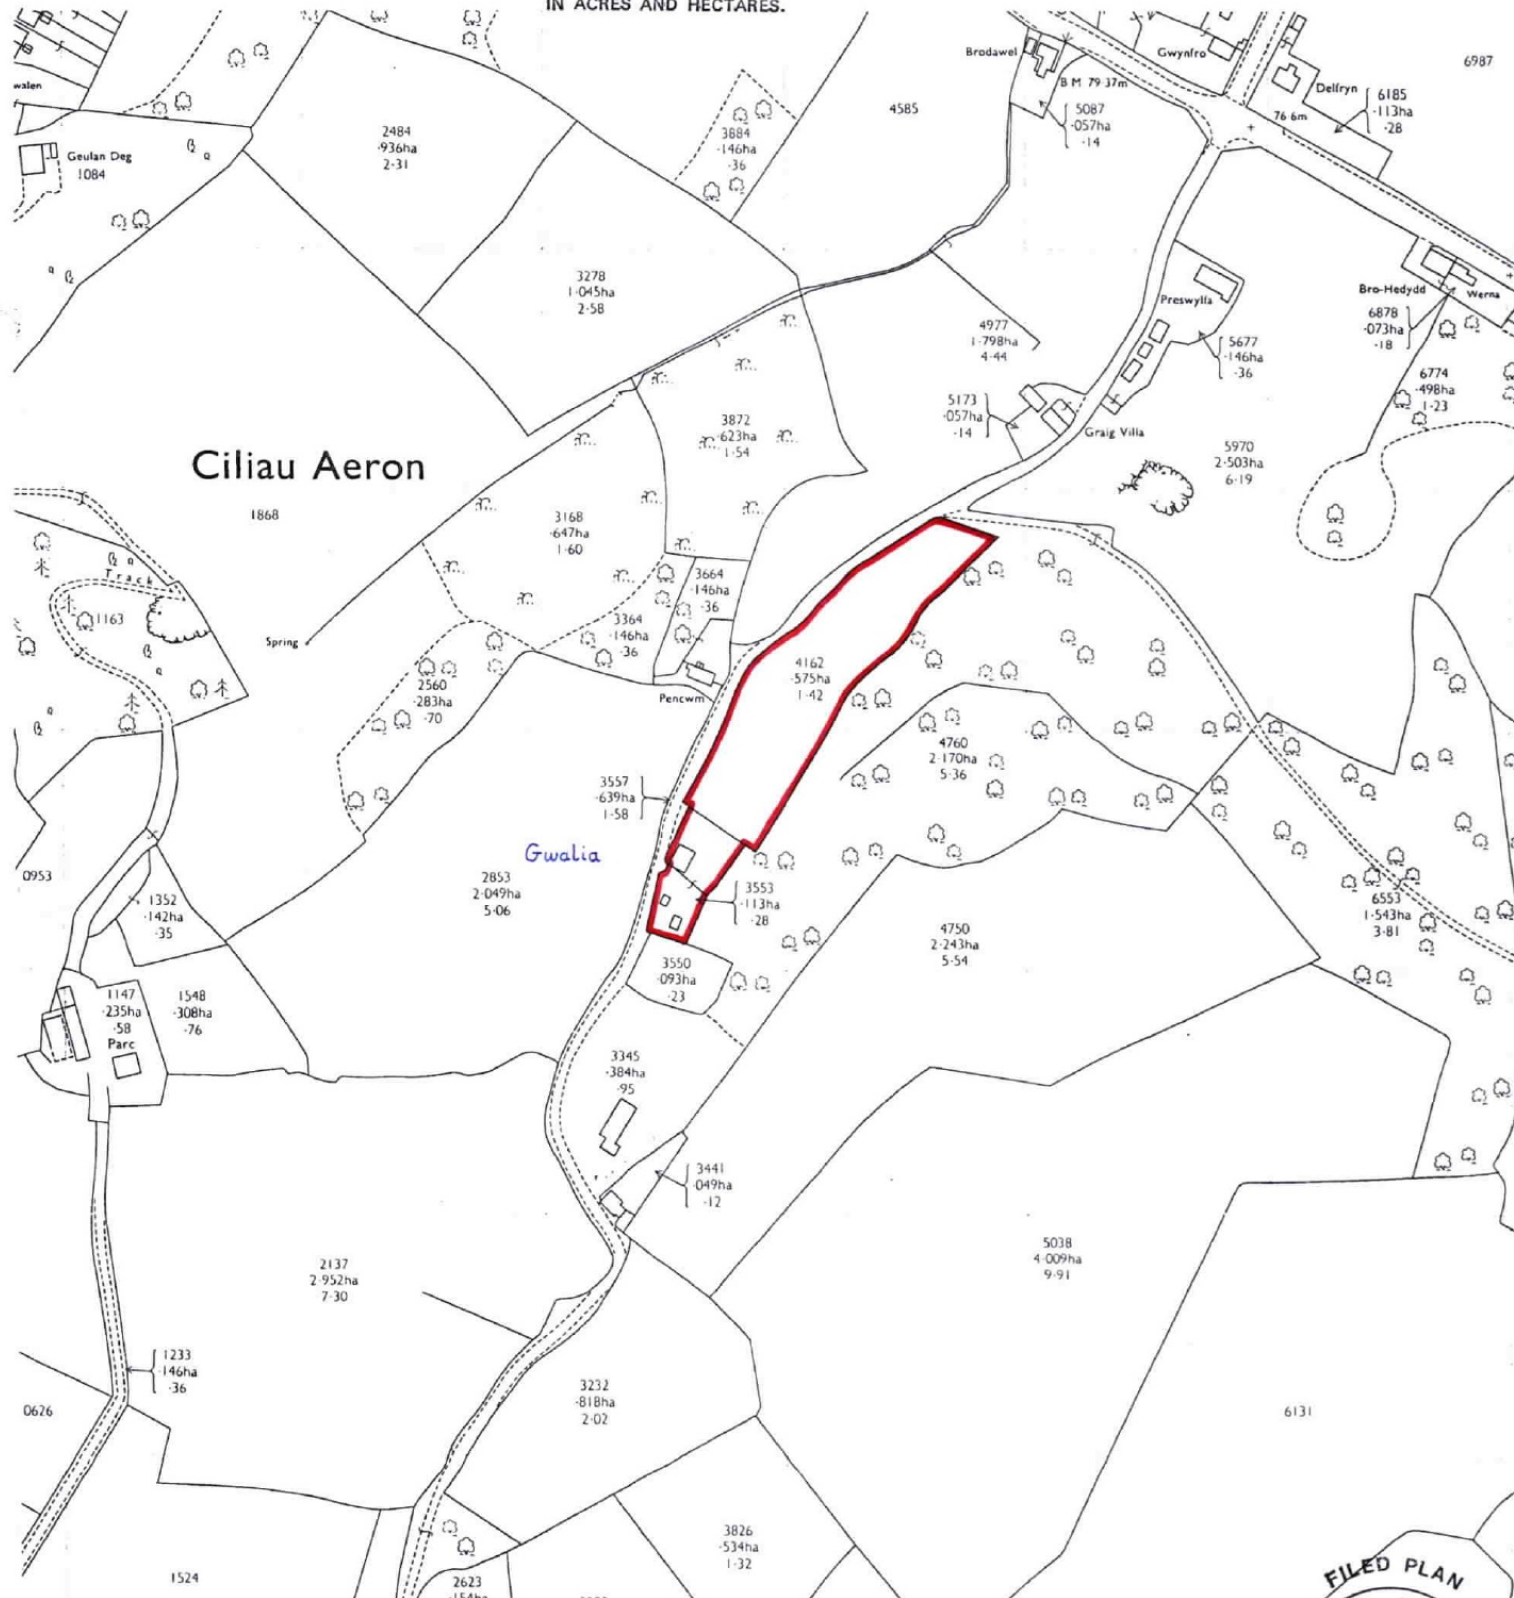 IN ACRES AND HECTARES.
Brodawel
Gwynfro
6987
walen
B M 79·37m
Delfryn
6185
·113ha
·28
5087
·057ha
·14
4585
76·6m
2484
·936ha
2·31
3884
·146ha
·36
Geulan Deg
1084
3278
1·045ha
2·58
Preswylfa
Bro-Hedydd
Werna
6878
·073ha
·18
4977
1·798ha
4·44
5677
·146ha
·36
6774
·498ha
1·23
5173
·057ha
·14
3872
·623ha
1·54
Graig Villa
5970
2·503ha
6·19
Ciliau Aeron
1868
3168
·647ha
1·60
Track
1163
3664
·146ha
·36
3364
·146ha
·36
Spring
4162
·575ha
1·42
2560
·283ha
·70
Pencwm
4760
2·170ha
5·36
3557
·639ha
1·58
Gwalia
0953
2853
2·049ha
5·06
3553
·113ha
·28
1352
·142ha
·35
6553
1·543ha
3·81
4750
2·243ha
5·54
3550
·093ha
·23
1147
·235ha
·58
Parc
1548
·308ha
·76
3345
·384ha
·95
3441
·049ha
·12
2137
2·952ha
7·30
5038
4·009ha
9·91
1233
·146ha
·36
0626
3232
·818ha
2·02
6131
3826
·534ha
1·32
1524
2623
FILED PLAN